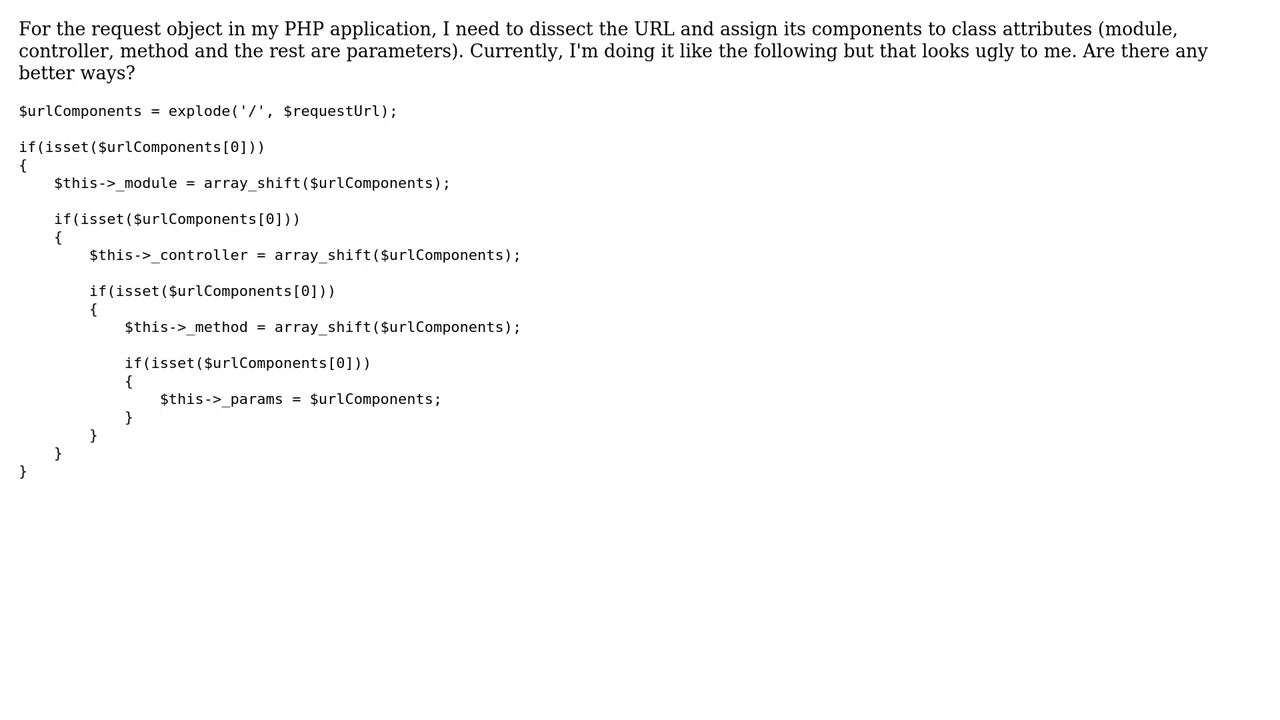 For the request object in my PHP application, I need to dissect the URL and assign its components to class attributes (module,
controller, method and the rest are parameters). Currently, I'm doing it like the following but that looks ugly to me. Are there any
better ways?
$urlComponents = explode('/', $requestUrl);
if(isset($urlComponents[0]))
{
    $this->_module = array_shift($urlComponents);
    if(isset($urlComponents[0]))
    {
        $this->_controller = array_shift($urlComponents);
        if(isset($urlComponents[0]))
        {
            $this->_method = array_shift($urlComponents);
            if(isset($urlComponents[0]))
            {
                $this->_params = $urlComponents;
            }
        }
    }
}